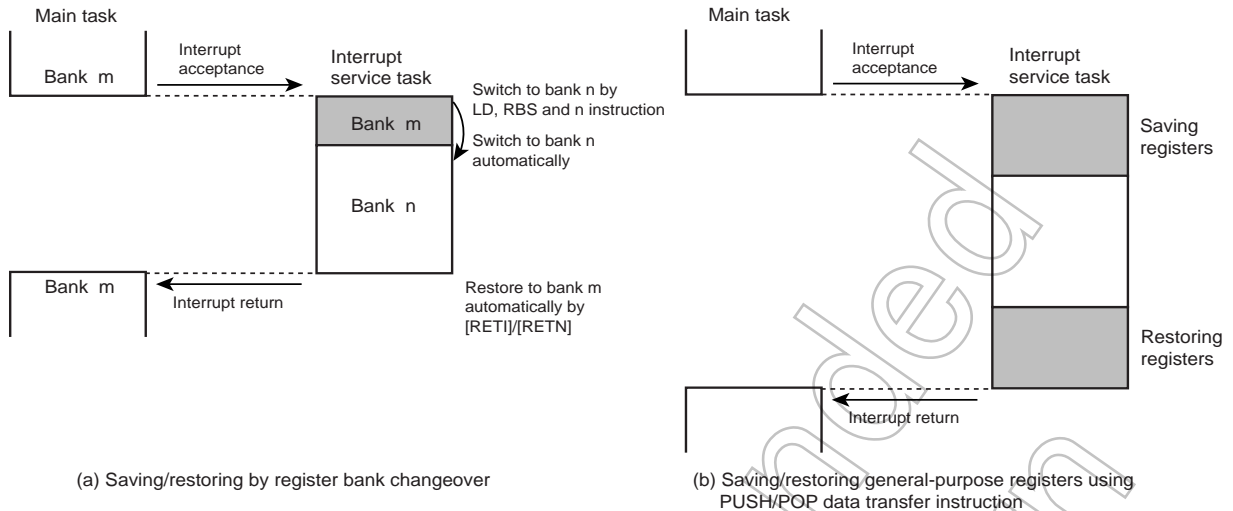 Main task
Bank m
Interrupt
acceptance
Interrupt
service task
Bank m
Switch to bank n by
LD, RBS and n instruction
Switch to bank n
automatically
Bank n
Bank m
Interrupt return
Restore to bank m
automatically by
[RETI]/[RETN]
(a) Saving/restoring by register bank changeover
Main task
Interrupt
acceptance
Interrupt
service task
Saving
registers
Restoring
registers
Interrupt return
(b) Saving/restoring general-purpose registers using
PUSH/POP data transfer instruction
nded